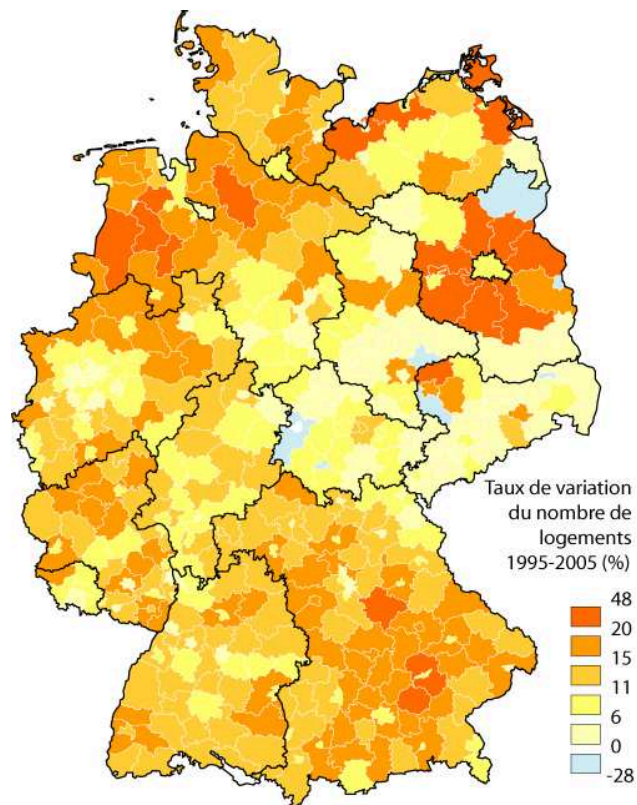 Taux de variation
du nombre de
logements
1995-2005 (%)
48
20
15
11
6
0
-28